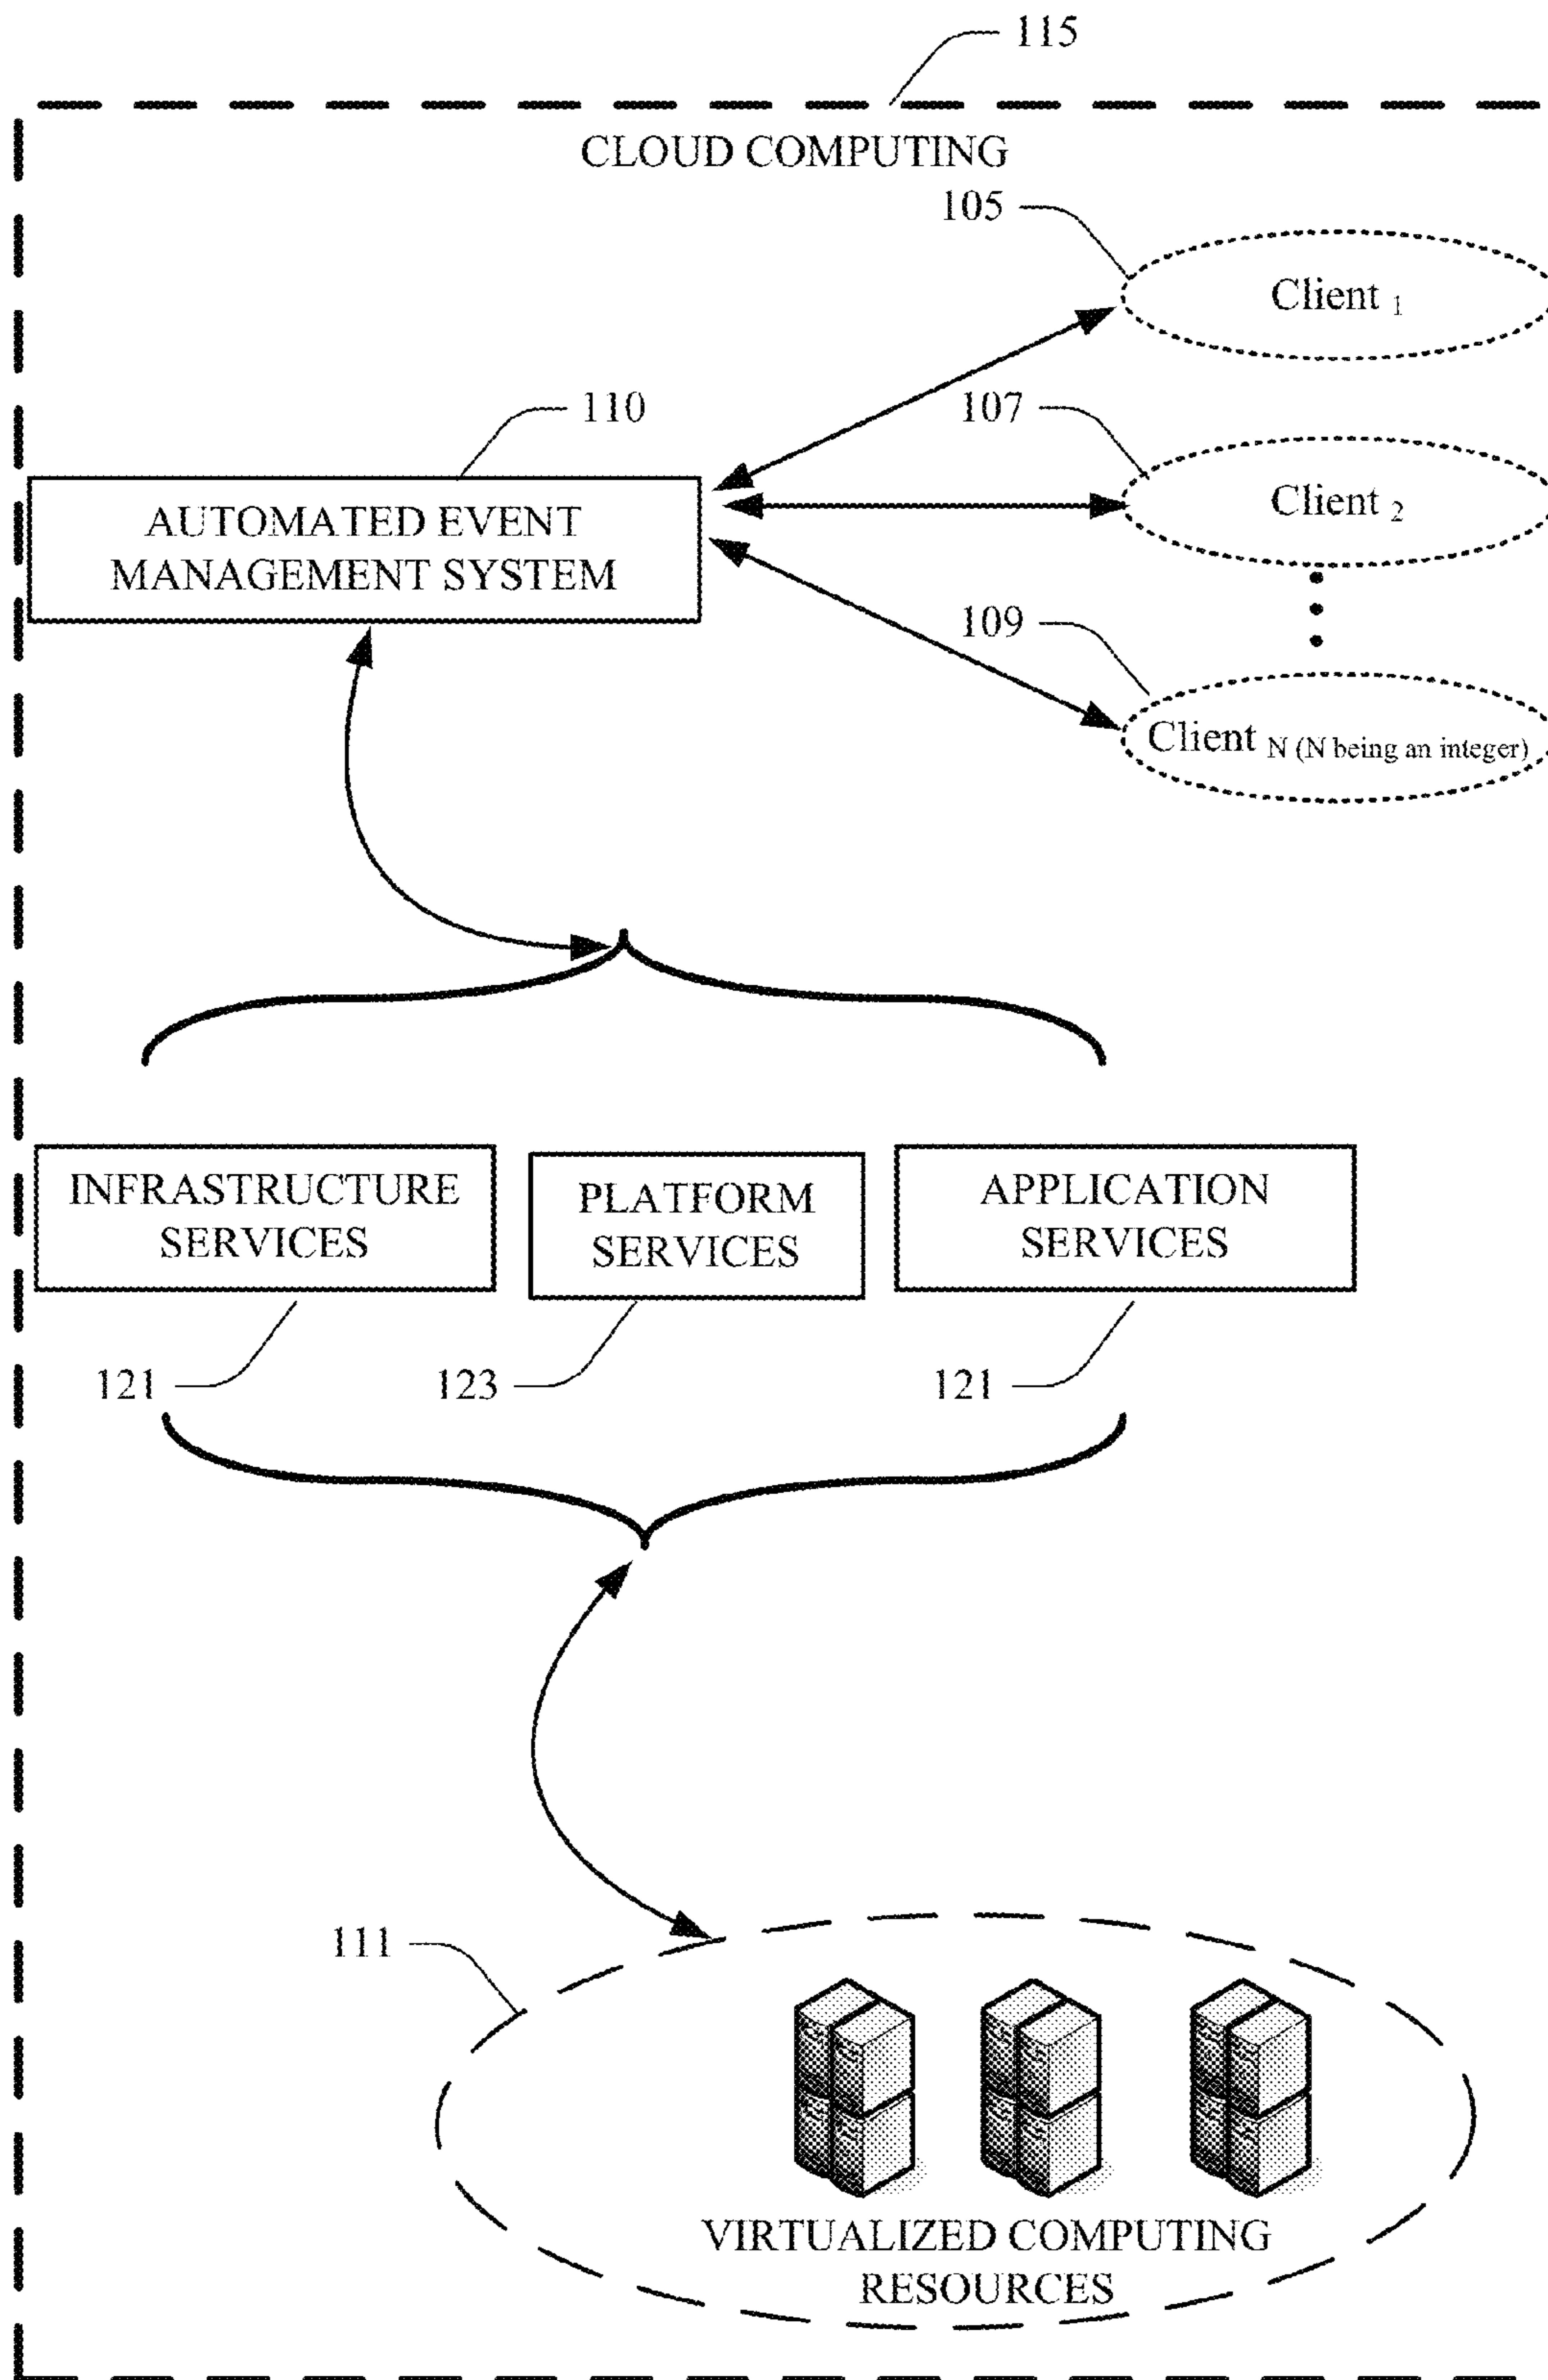 115
CLOUD COMPUTING
105
Client 1
110
107
Client 2
AUTOMATED EVENT
MANAGEMENT SYSTEM
109
Client N (N being an integer)
INFRASTRUCTURE
SERVICES
PLATFORM
SERVICES
APPLICATION
SERVICES
121
123
121
111
VIRTUALIZED COMPUTING
RESOURCES